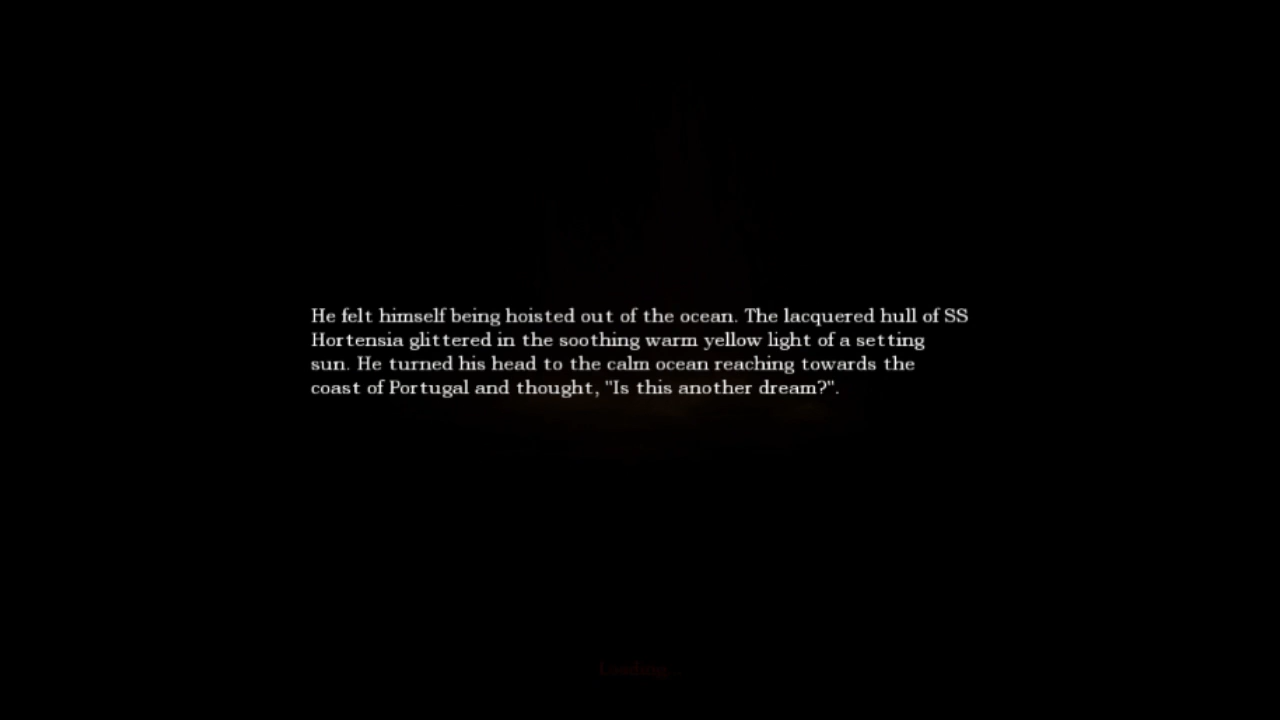 He felt himself being hoisted out of the ocean. The lacquered hull of SS
Hortensia glittered in the soothing warm yellow light of a setting
sun. He turned his head to the calm ocean reaching towards the
coast of Portugal and thought, "Is this another dream?".
Loading...